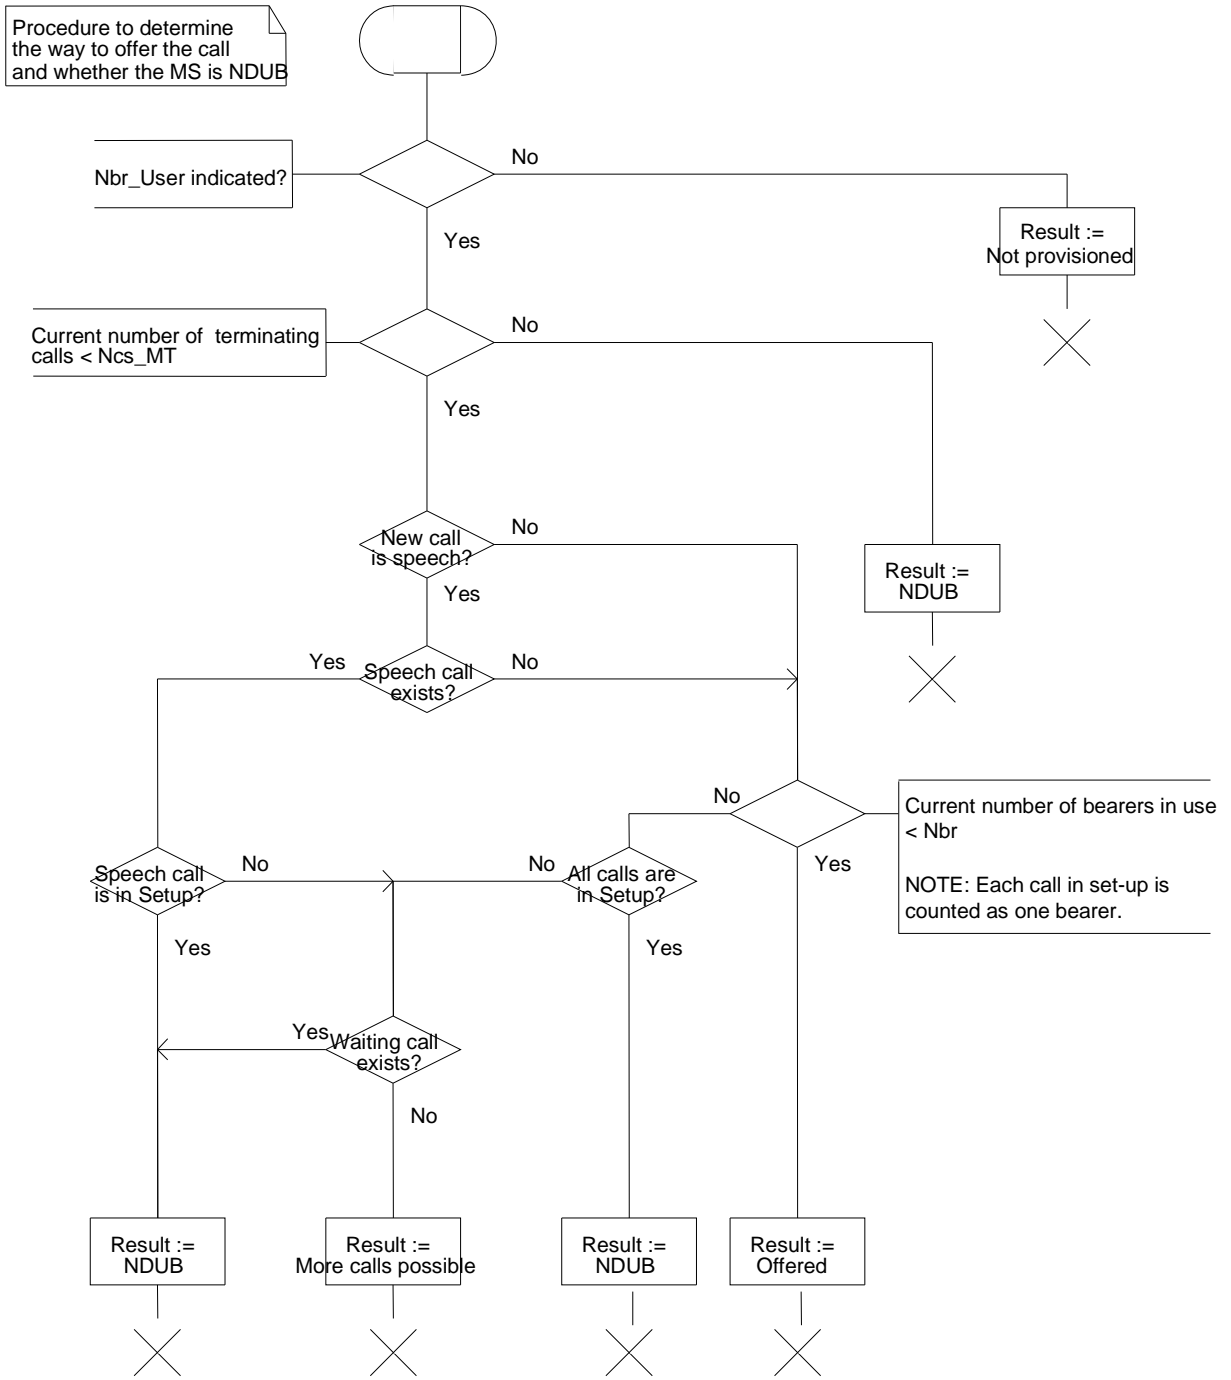 Procedure to determine
the way to offer the call
and whether the MS is NDUB
No
Nbr_User indicated?
Yes
Result :=
Not provisioned
No
Current number of  terminating
calls < Ncs_MT
Yes
No
New call
is speech?
Yes
Result :=
NDUB
Yes
Speech call
exists?
No
No
Current number of bearers in use
< Nbr
NOTE: Each call in set-up is
counted as one bearer.
Yes
Speech call
is in Setup?
No
No
All calls are
in Setup?
Yes
Yes
Yes
Waiting call
exists?
No
Result :=
NDUB
Result :=
More calls possible
Result :=
NDUB
Result :=
Offered